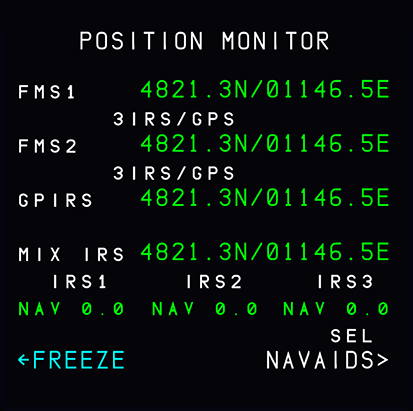 POSITION MONITOR
FMS1 4821.3N/01146.5E
3IRS/GPS
FMS2 4821.3N/01146.5E
3IRS/GPS
GPIRS 4821.3N/01146.5E
MIX IRS 4821.3N/01146.5E
IRS1 IRS2 IRS3
NAV 0.0 NAV 0.0 NAV 0.0
SEL
←FREEZE NAVAIDS>